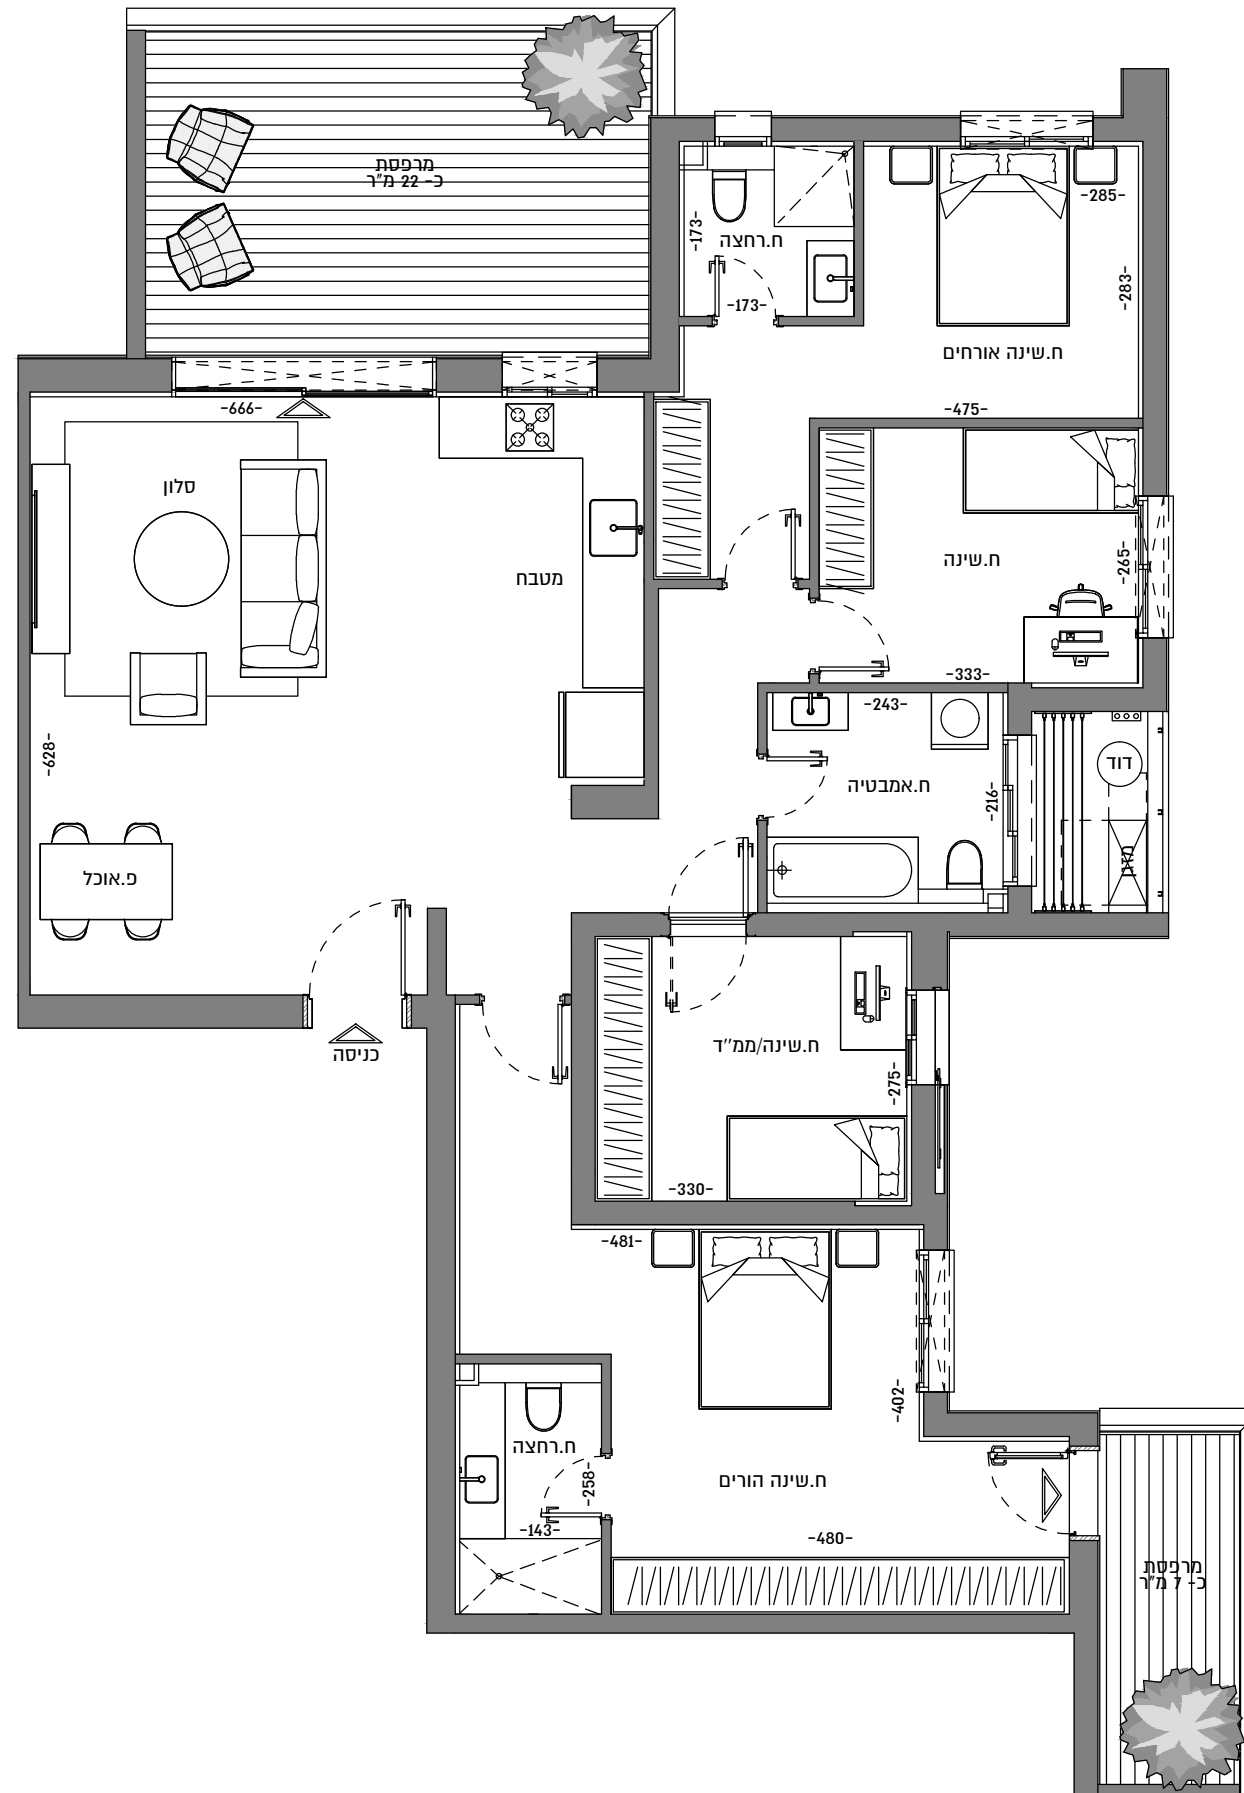 מרפסת
כ- 22 מ"ר
-173-
ח.רחצה
-173-
-285-
-283-
ח.שינה אורחים
-475-
-666-
סלון
מטבח
ח.שינה
-265-
-333-
-628-
-243-
ח.אמבטיה
-216-
דוד
מזגן
פ.אוכל
כניסה
ח.שינה/ממ"ד
-275-
-330-
-481-
-402-
ח.רחצה
-258-
-143-
ח.שינה הורים
-480-
מרפסת
כ- 7 מ"ר